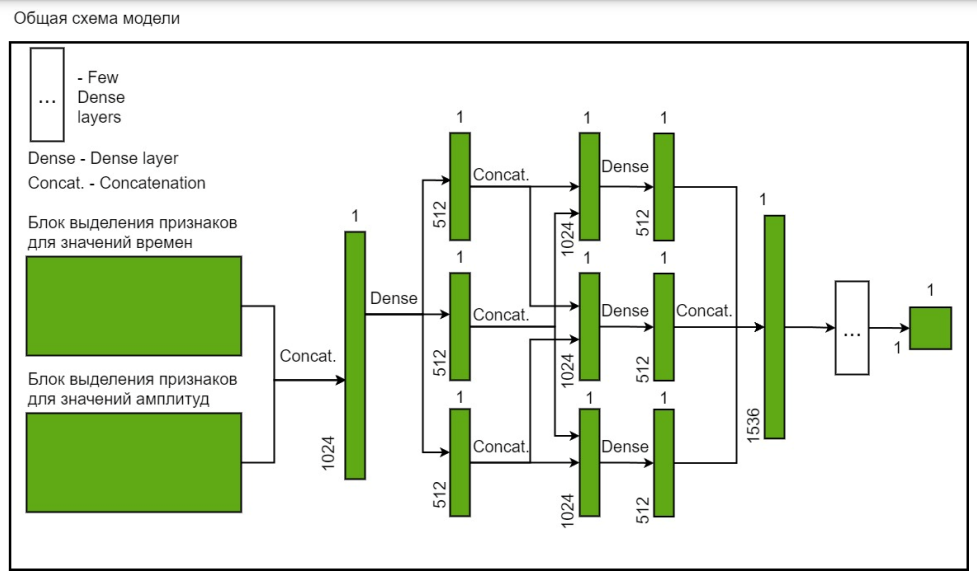 Общая схема модели
...
- Few
Dense
layers
Dense - Dense layer
Concat. - Concatenation
Блок выделения признаков
для значений времен
Блок выделения признаков
для значений амплитуд
Concat.
1
1024
Dense
1
512
Concat.
1
512
Concat.
1
512
Concat.
1
1024
Dense
1
512
1
1024
Dense
1
512
Concat.
1
1024
Dense
1
512
1
1536
...
1
1